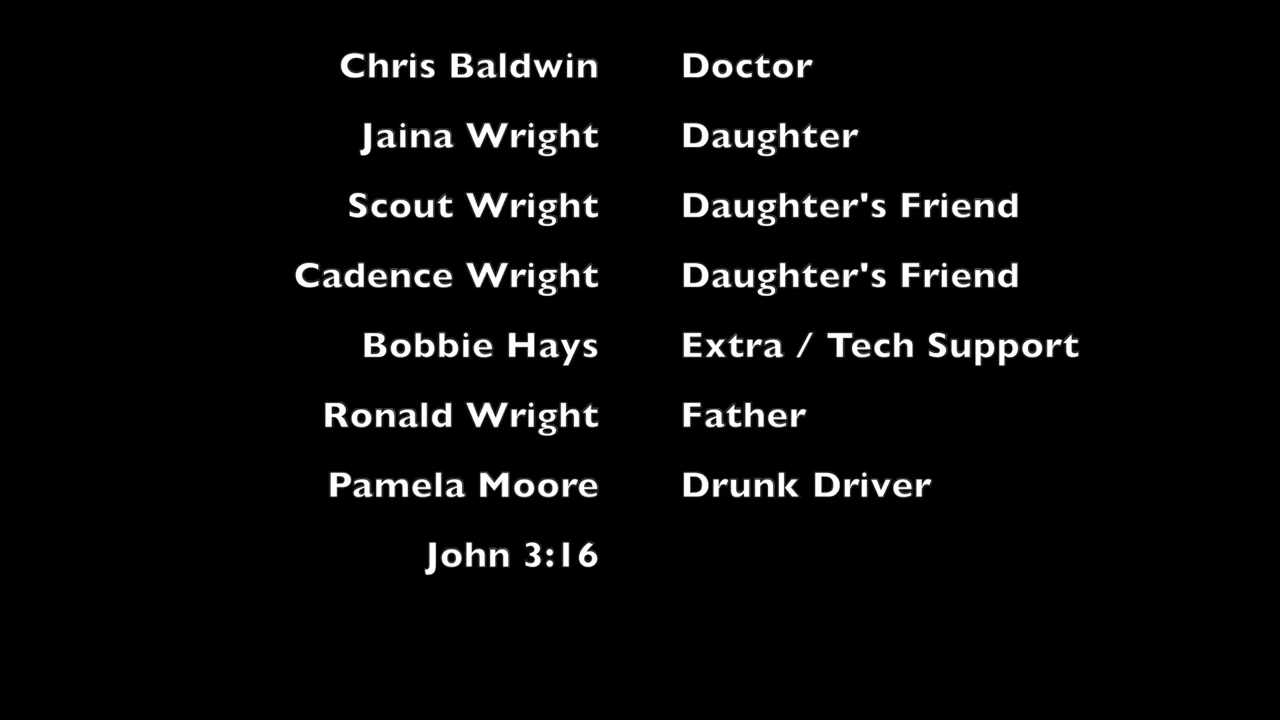 Chris Baldwin Doctor
Jaina Wright Daughter
Scout Wright Daughter's Friend
Cadence Wright Daughter's Friend
Bobbie Hays Extra / Tech Support
Ronald Wright Father
Pamela Moore Drunk Driver
John 3:16